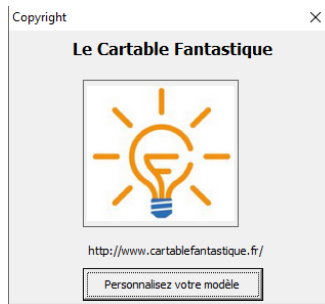 Copyright
Le Cartable Fantastique
http://www.cartablefantastique.fr/
Personnalisez votre modèle